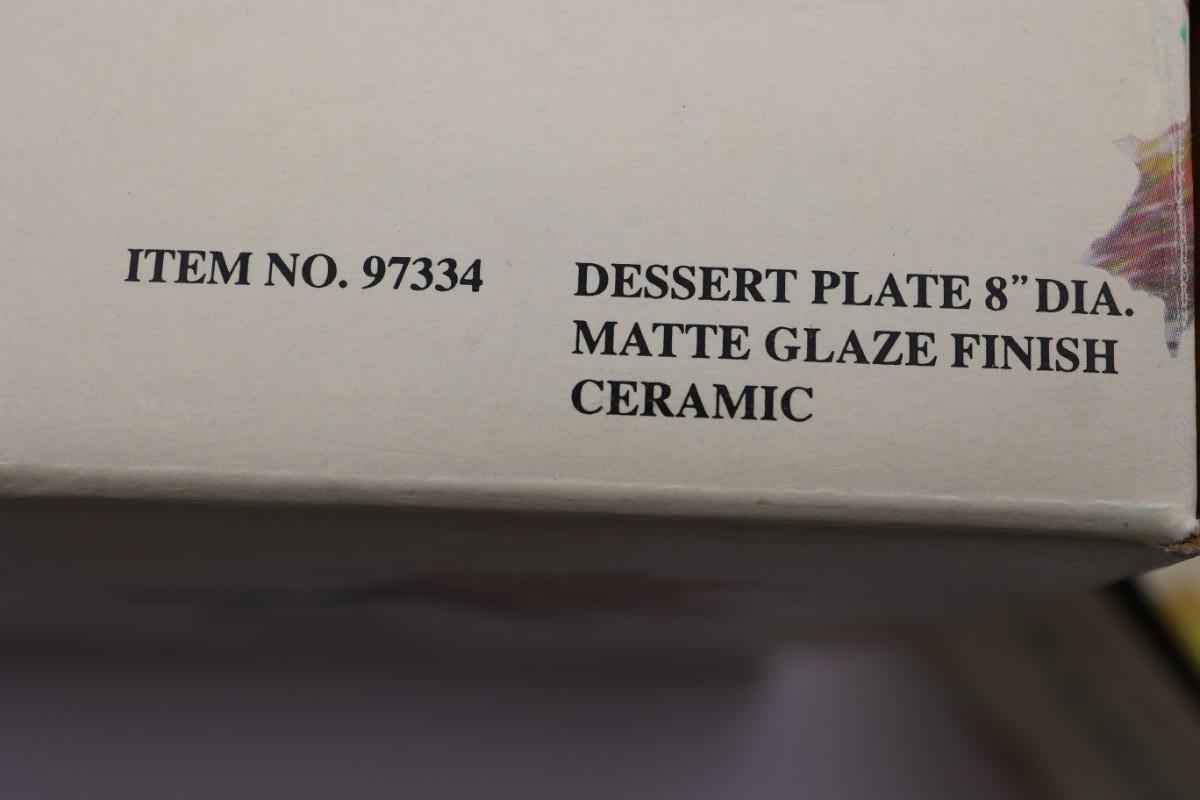 ITEM NO. 97334
DESSERT PLATE 8” DIA.
MATTE GLAZE FINISH
CERAMIC